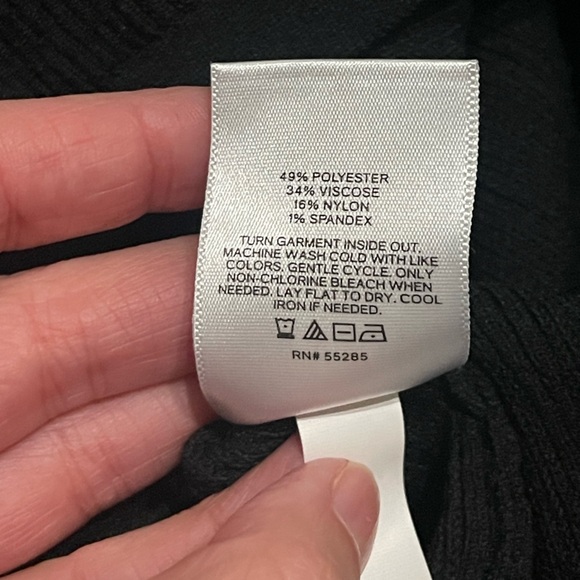 49% POLYESTER
34% VISCOSE
16% NYLON
1% SPANDEX
TURN GARMENT INSIDE OUT.
MACHINE WASH COLD WITH LIKE
COLORS. GENTLE CYCLE. ONLY
NON-CHLORINE BLEACH WHEN
NEEDED. LAY FLAT TO DRY. COOL
IRON IF NEEDED.
RN# 55285